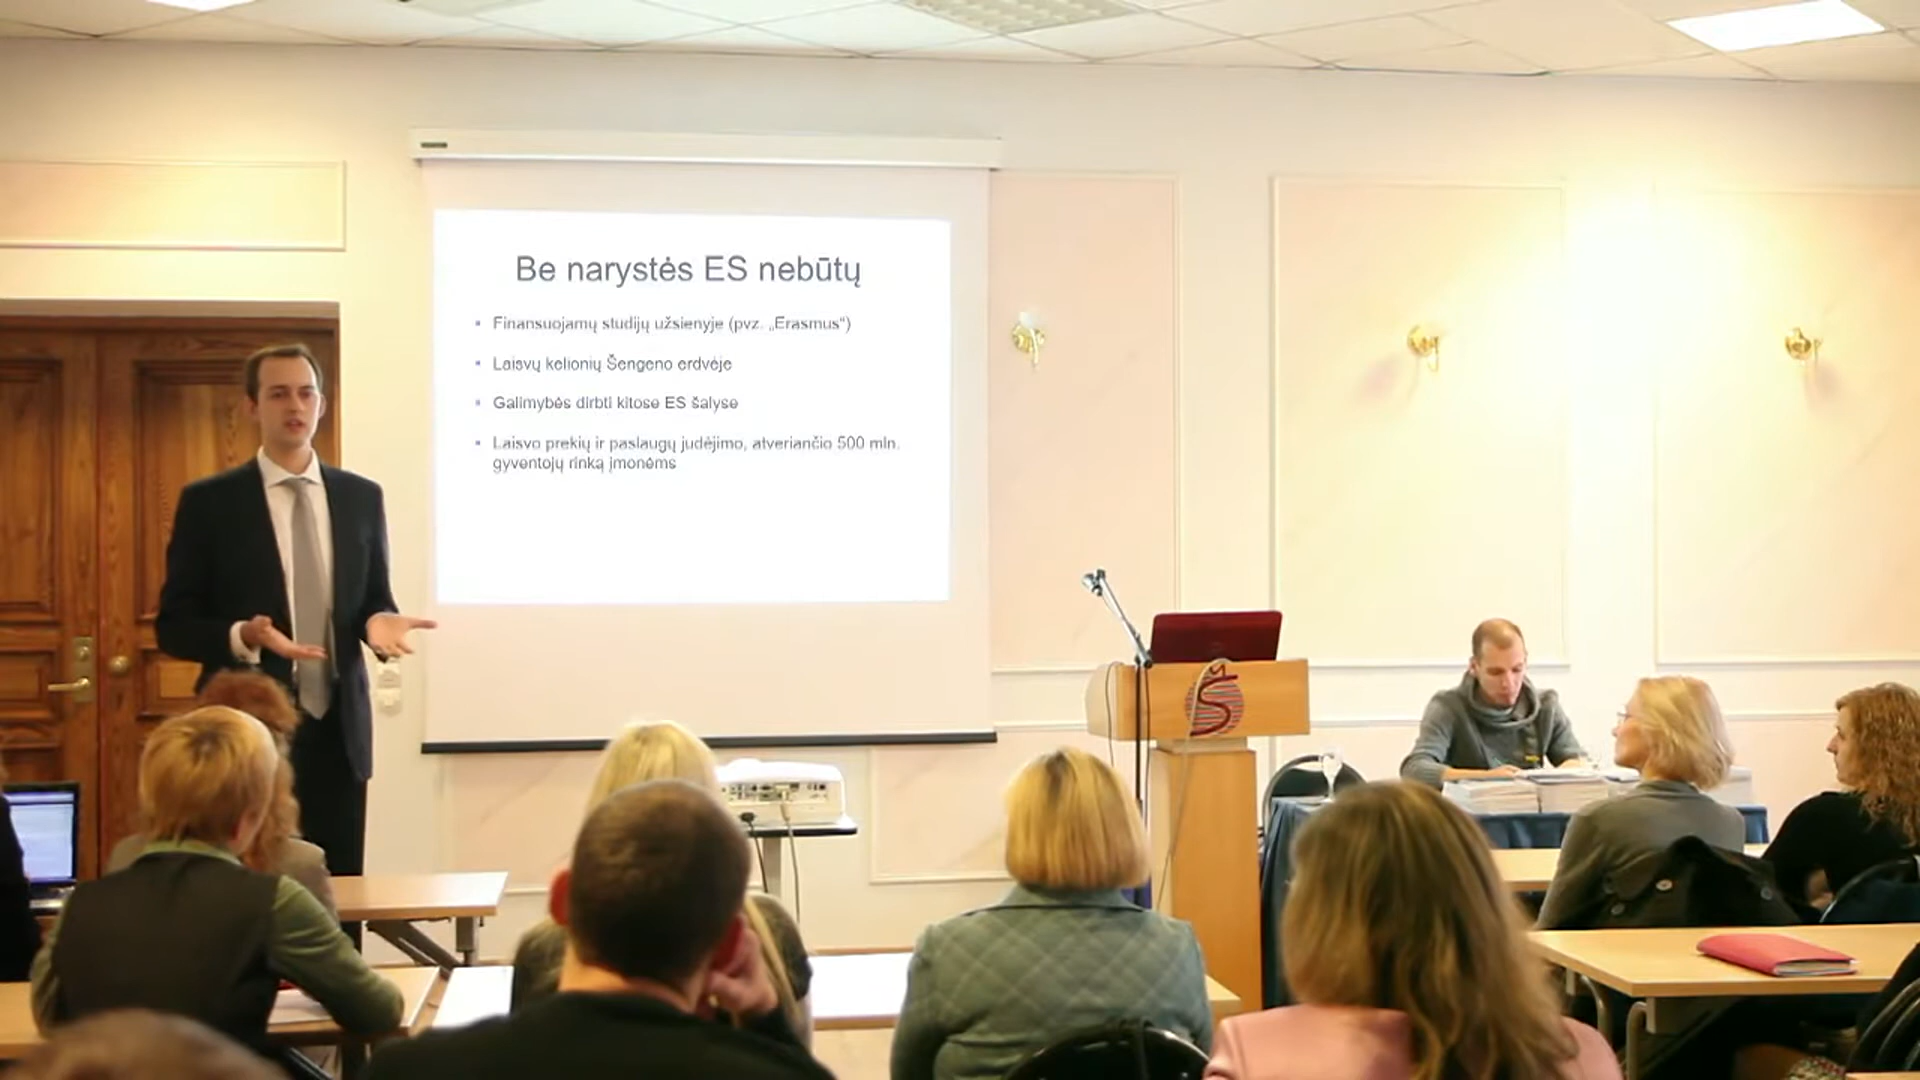 Be narystės ES nebūtų
Finansuojamų studijų užsienyje (pvz. „Erasmus“)
Laisvų kelionių Šengeno erdvėje
Galimybės dirbti kitose ES šalyse
Laisvo prekių ir paslaugų judėjimo, atveriančio 500 mln.
gyventojų rinką įmonėms